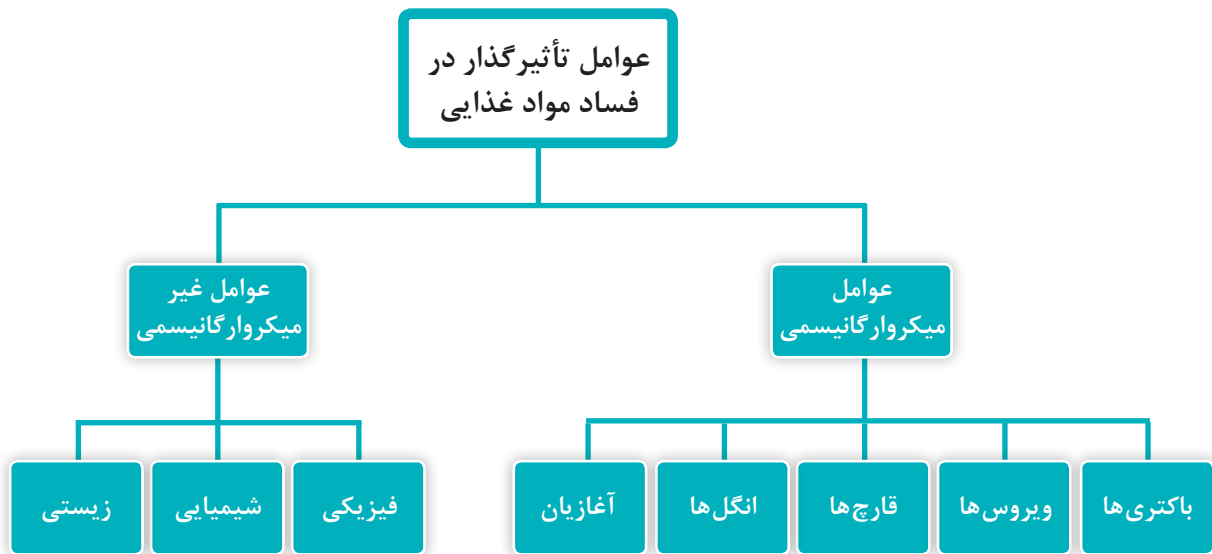 عوامل تأثیرگذار در
فساد مواد غذایی
عوامل
میکروارگانیسمی
عوامل غیر
میکروارگانیسمی
باکتری‌ها
ویروس‌ها
قارچ‌ها
انگل‌ها
آغازیان
فیزیکی
شیمیایی
زیستی